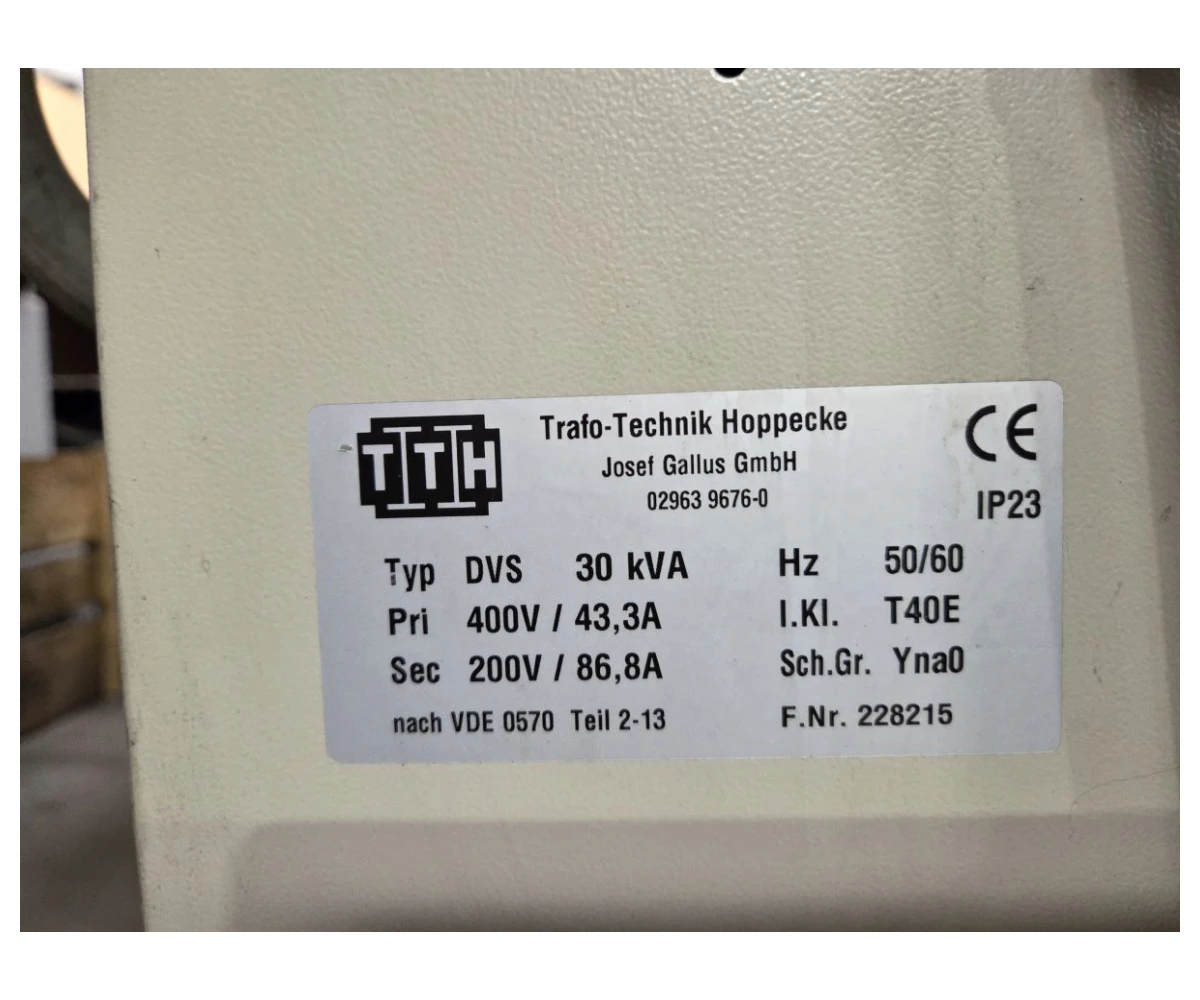 TTH
Trafo-Technik Hoppecke
Josef Gallus GmbH
02963 9676-0
CE
IP23
Typ DVS 30 kVA Hz 50/60
Pri 400V / 43,3A I.Kl. T40E
Sec 200V / 86,8A Sch.Gr. Yna0
nach VDE 0570 Teil 2-13 F.Nr. 228215